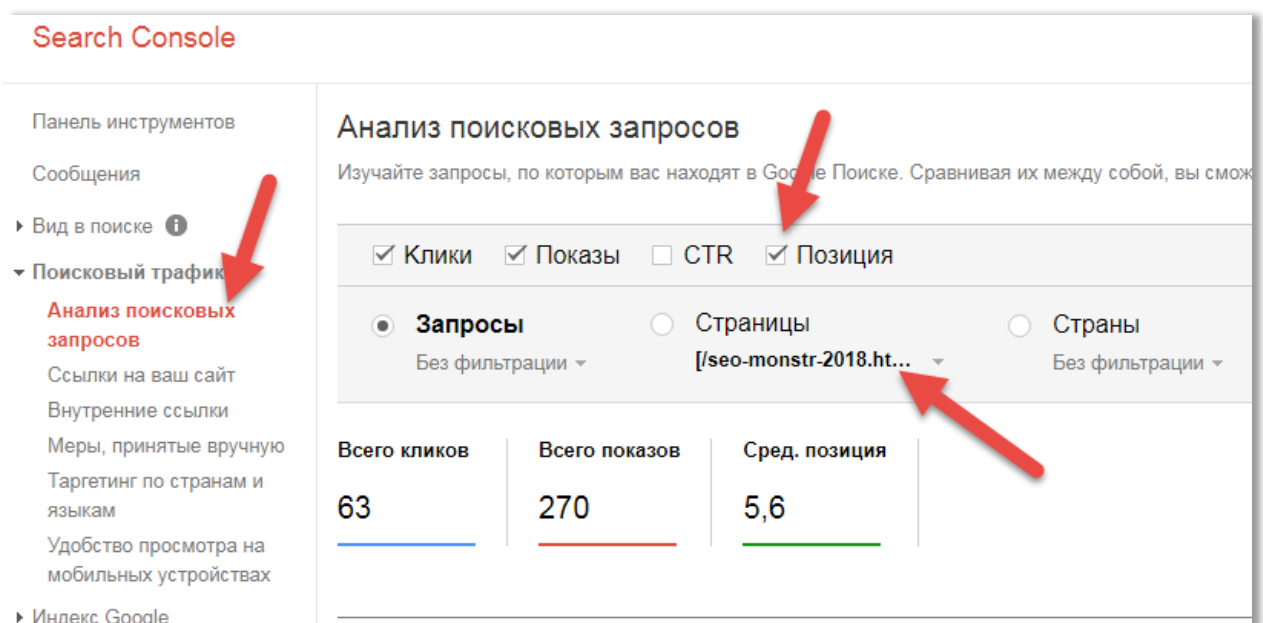 Search Console
Панель инструментов
Сообщения
Вид в поиске
Поисковый трафик
Анализ поисковых
запросов
Ссылки на ваш сайт
Внутренние ссылки
Меры, принятые вручную
Таргетинг по странам и
языкам
Удобство просмотра на
мобильных устройствах
Индекс Google
Анализ поисковых запросов
Изучайте запросы, по которым вас находят в Google Поиске. Сравнивая их между собой, вы смож
Клики Показы CTR Позиция
Запросы Страницы Страны
Без фильтрации [/seo-monstr-2018.ht... Без фильтрации
Всего кликов Всего показов Сред. позиция
63 270 5,6